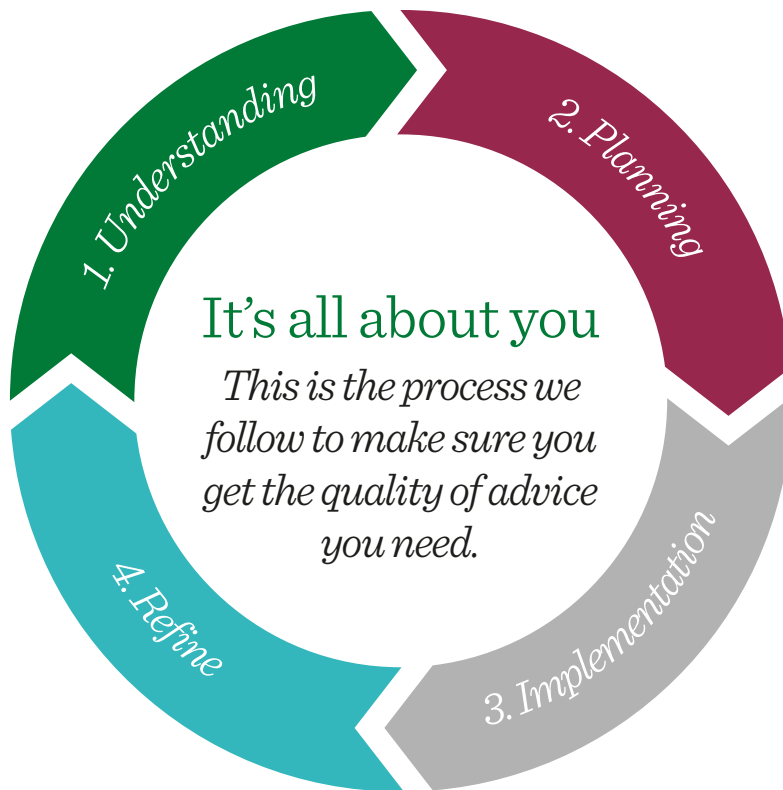 1. Understanding
2. Planning
It’s all about you
This is the process we
follow to make sure you
get the quality of advice
you need.
3. Implementation
4. Refine